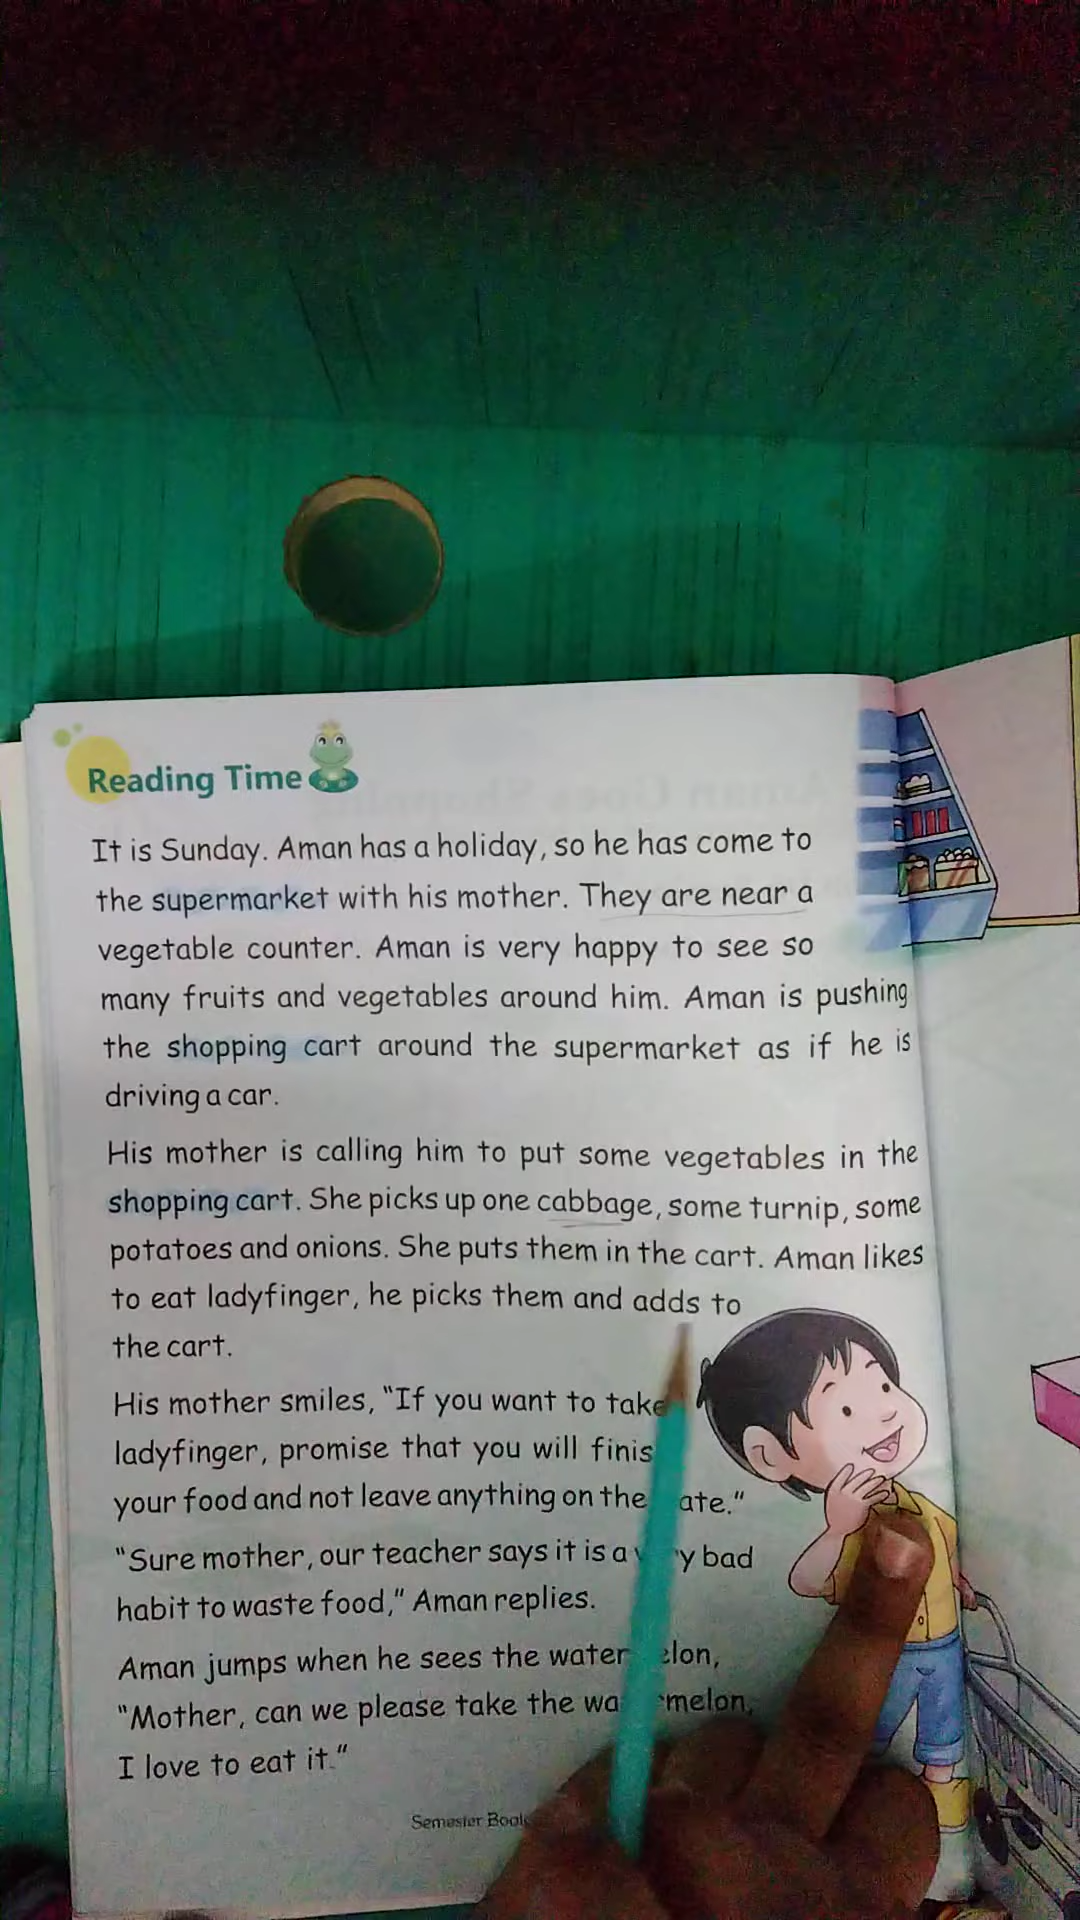 Reading Time
It is Sunday. Aman has a holiday, so he has come to
the supermarket with his mother. They are near a
vegetable counter. Aman is very happy to see so
many fruits and vegetables around him. Aman is pushing
the shopping cart around the supermarket as if he is
driving a car.
His mother is calling him to put some vegetables in the
shopping cart. She picks up one cabbage, some turnip, some
potatoes and onions. She puts them in the cart. Aman likes
to eat ladyfinger, he picks them and adds to
the cart.
His mother smiles, "If you want to take
ladyfinger, promise that you will
your food and not leave anything on the
"Sure mother, our teacher says it is a bad
habit to waste food," Aman replies.
Aman jumps when he sees the
"Mother, can we please take the
I love to eat it."
Semester